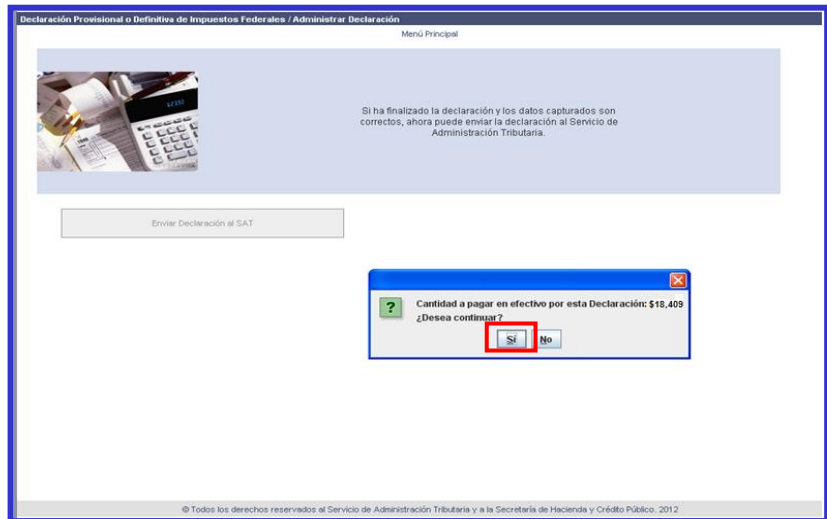 Declaración Provisional o Definitiva de Impuestos Federales / Administrar Declaración
Menú Principal
Si ha finalizado la declaración y los datos capturados son
correctos, ahora puede enviar la declaración al Servicio de
Administración Tributaria.
Enviar Declaración al SAT
Cantidad a pagar en efectivo por esta Declaración: $18,409
¿Desea continuar?
Sí No
© Todos los derechos reservados al Servicio de Administración Tributaria y a la Secretaría de Hacienda y Crédito Público. 2012